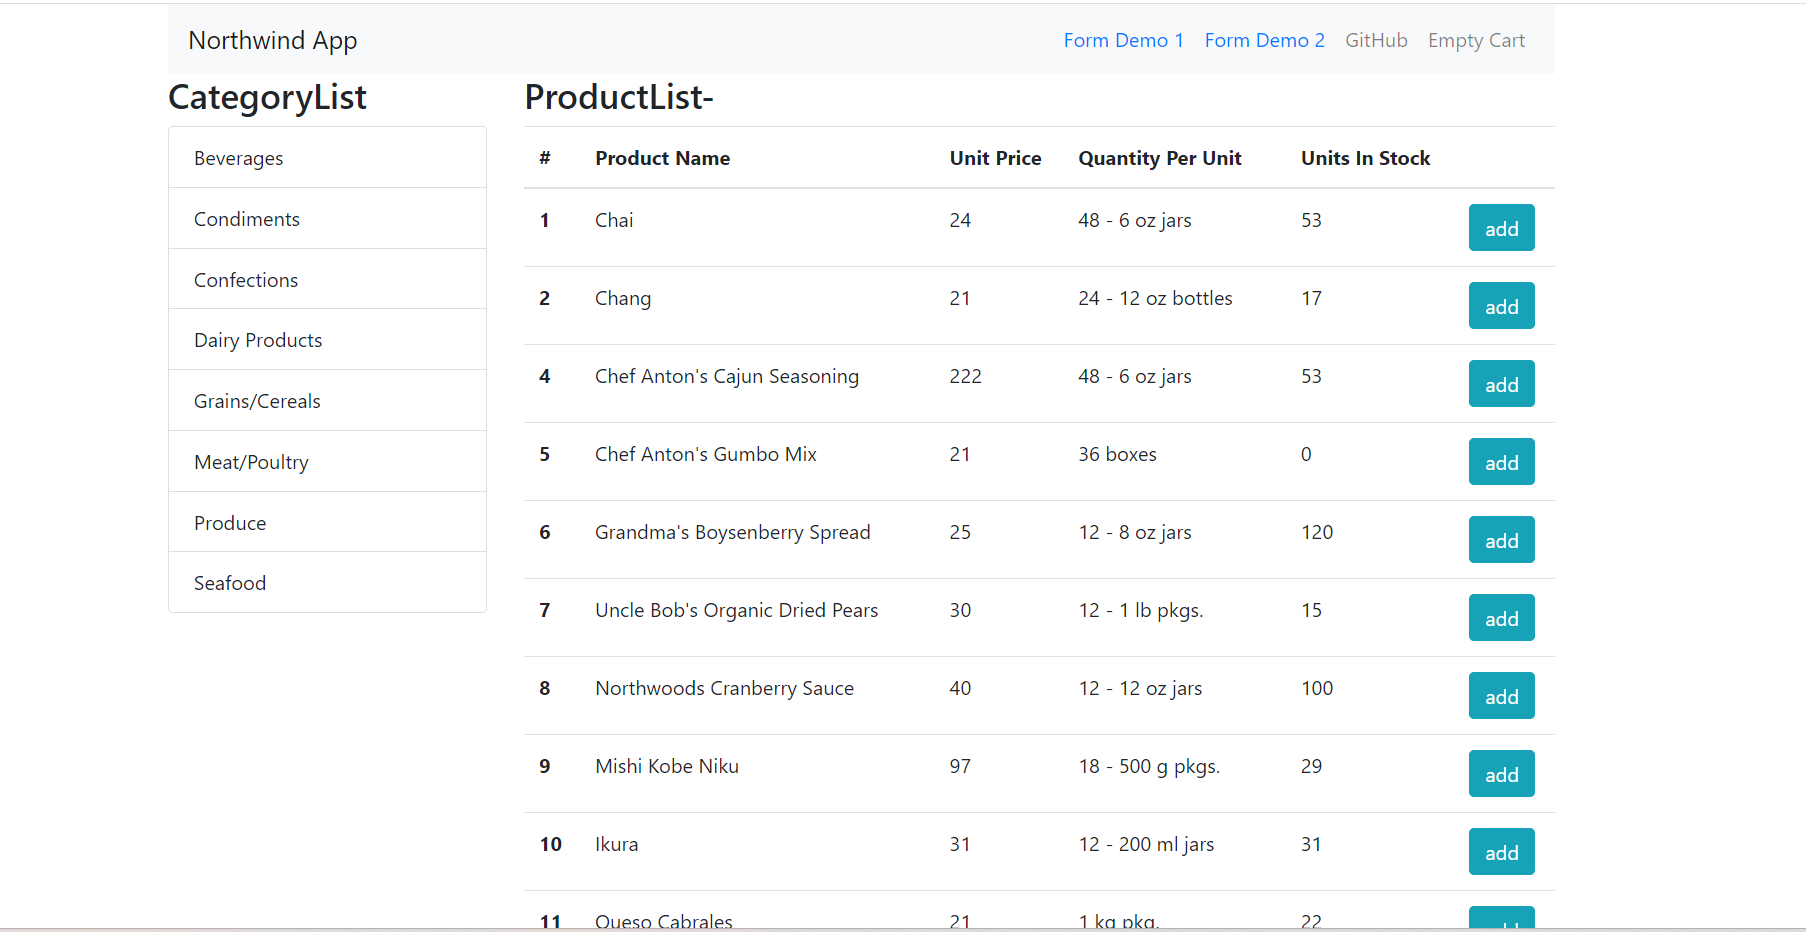 Northwind App Form Demo 1 Form Demo 2 GitHub Empty Cart
CategoryList
Beverages
Condiments
Confections
Dairy Products
Grains/Cereals
Meat/Poultry
Produce
Seafood
ProductList-
# Product Name Unit Price Quantity Per Unit Units In Stock
1 Chai 24 48 - 6 oz jars 53 add
2 Chang 21 24 - 12 oz bottles 17 add
4 Chef Anton's Cajun Seasoning 222 48 - 6 oz jars 53 add
5 Chef Anton's Gumbo Mix 21 36 boxes 0 add
6 Grandma's Boysenberry Spread 25 12 - 8 oz jars 120 add
7 Uncle Bob's Organic Dried Pears 30 12 - 1 lb pkgs. 15 add
8 Northwoods Cranberry Sauce 40 12 - 12 oz jars 100 add
9 Mishi Kobe Niku 97 18 - 500 g pkgs. 29 add
10 Ikura 31 12 - 200 ml jars 31 add
11 Queso Cabrales 21 1 kg pkg. 22